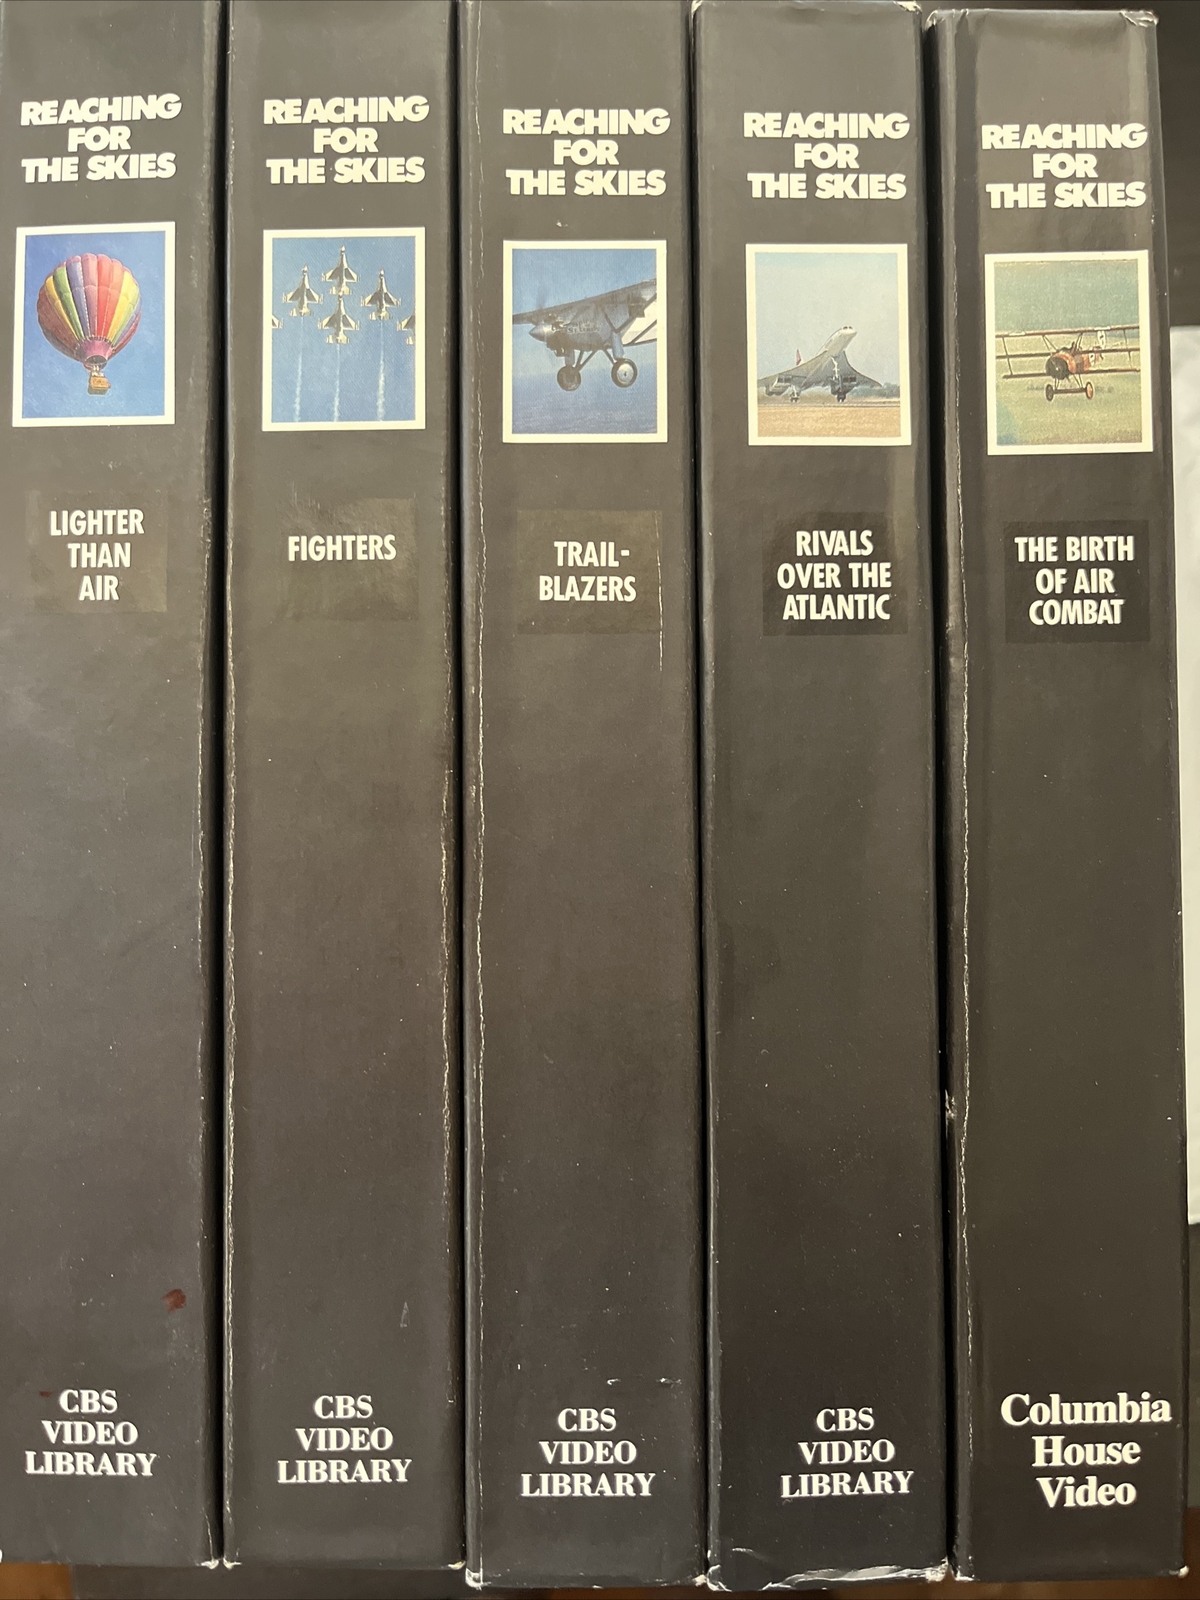 REACHING
FOR
THE SKIES
LIGHTER
THAN
AIR
CBS
VIDEO
LIBRARY
REACHING
FOR
THE SKIES
FIGHTERS
CBS
VIDEO
LIBRARY
REACHING
FOR
THE SKIES
TRAIL-
BLAZERS
CBS
VIDEO
LIBRARY
REACHING
FOR
THE SKIES
RIVALS
OVER THE
ATLANTIC
CBS
VIDEO
LIBRARY
REACHING
FOR
THE SKIES
THE BIRTH
OF AIR
COMBAT
Columbia
House
Video